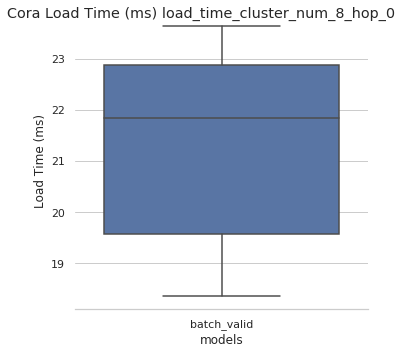 Cora Load Time (ms) load_time_cluster_num_8_hop_0
23
22
21
20
19
Load Time (ms)
batch_valid
models